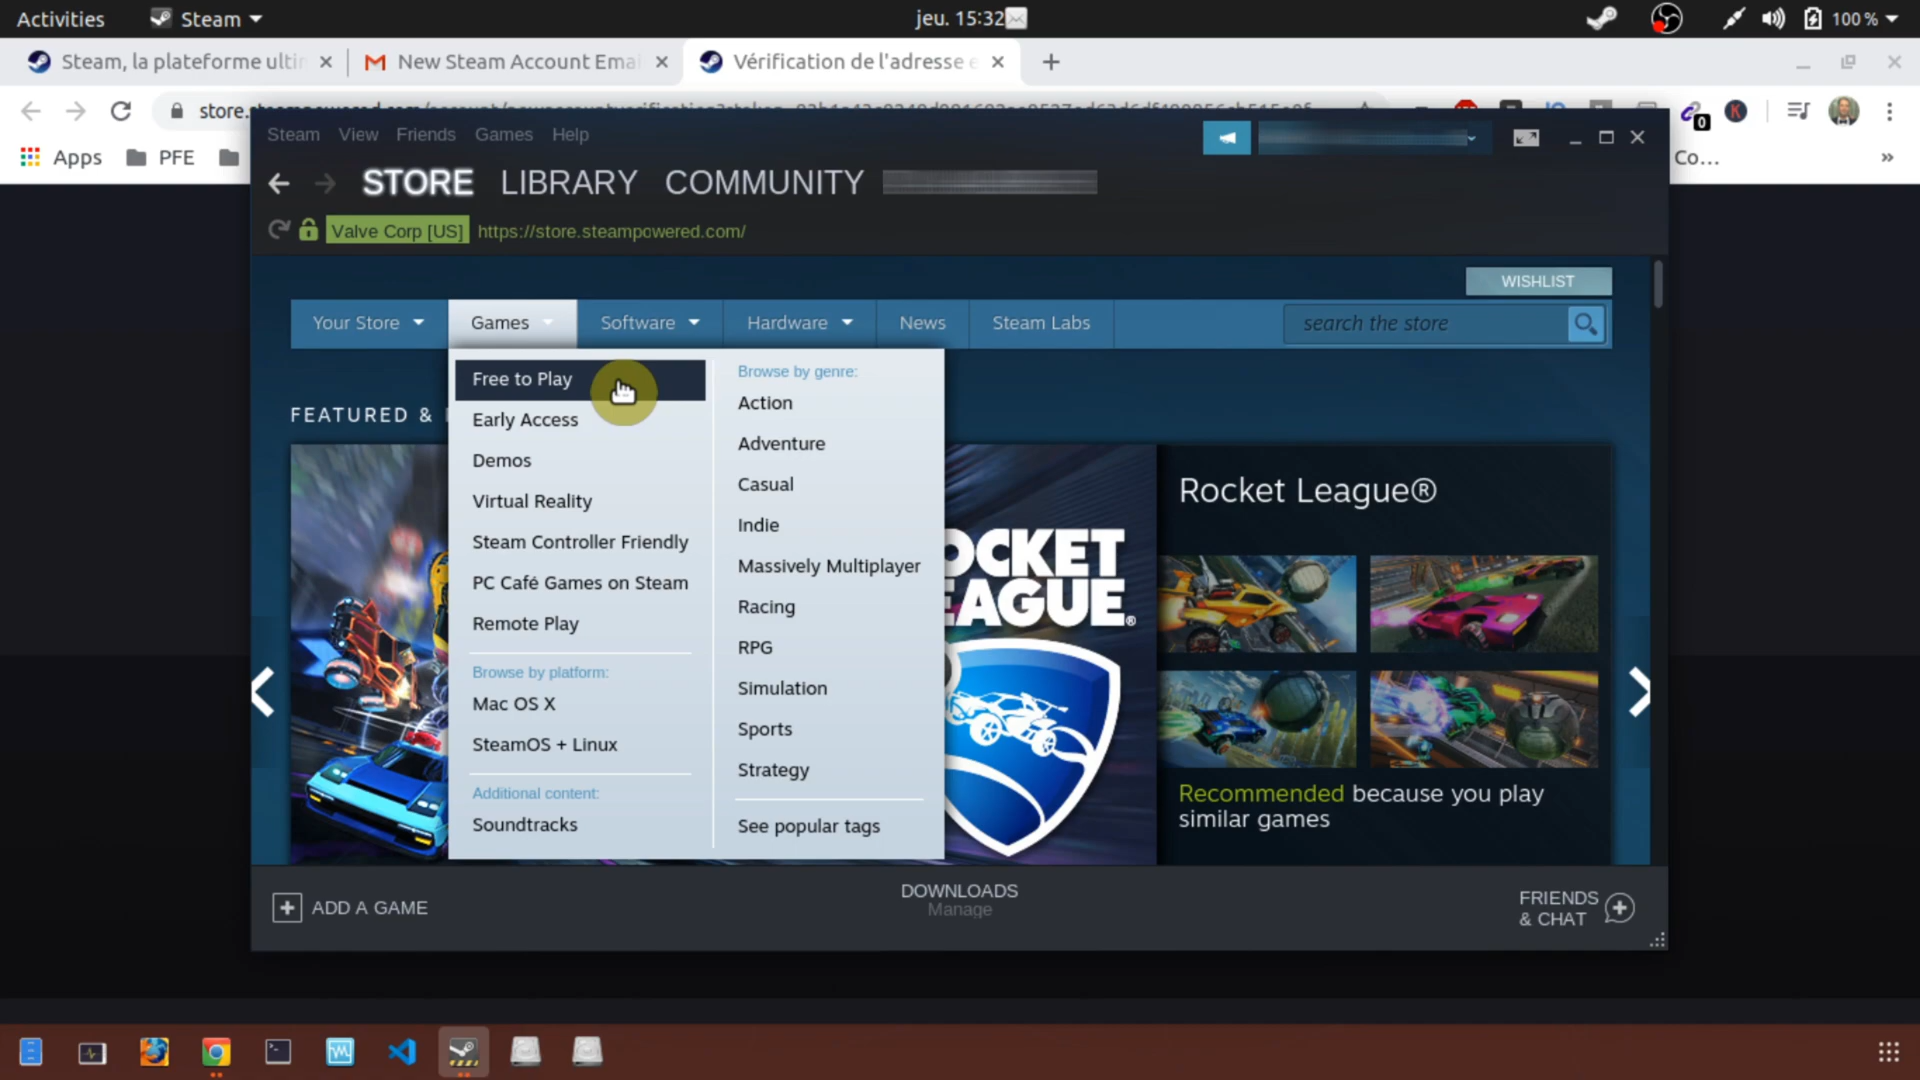 Activities
Steam
jeu. 15:32
100 %
Steam, la plateforme ultir
New Steam Account Emai
Vérification de l'adresse e
store.
0
K
Apps
PFE
Co...
Steam View Friends Games Help
STORE LIBRARY COMMUNITY
Valve Corp [US]
https://store.steampowered.com/
WISHLIST
Your Store
Games
Software
Hardware
News
Steam Labs
search the store
FEATURED &
Free to Play
Early Access
Demos
Virtual Reality
Steam Controller Friendly
PC Café Games on Steam
Remote Play
Browse by platform:
Mac OS X
SteamOS + Linux
Additional content:
Soundtracks
Browse by genre:
Action
Adventure
Casual
Indie
Massively Multiplayer
Racing
RPG
Simulation
Sports
Strategy
See popular tags
OCKET
EAGUE®
Rocket League®
Recommended because you play
similar games
ADD A GAME
DOWNLOADS
Manage
FRIENDS
& CHAT